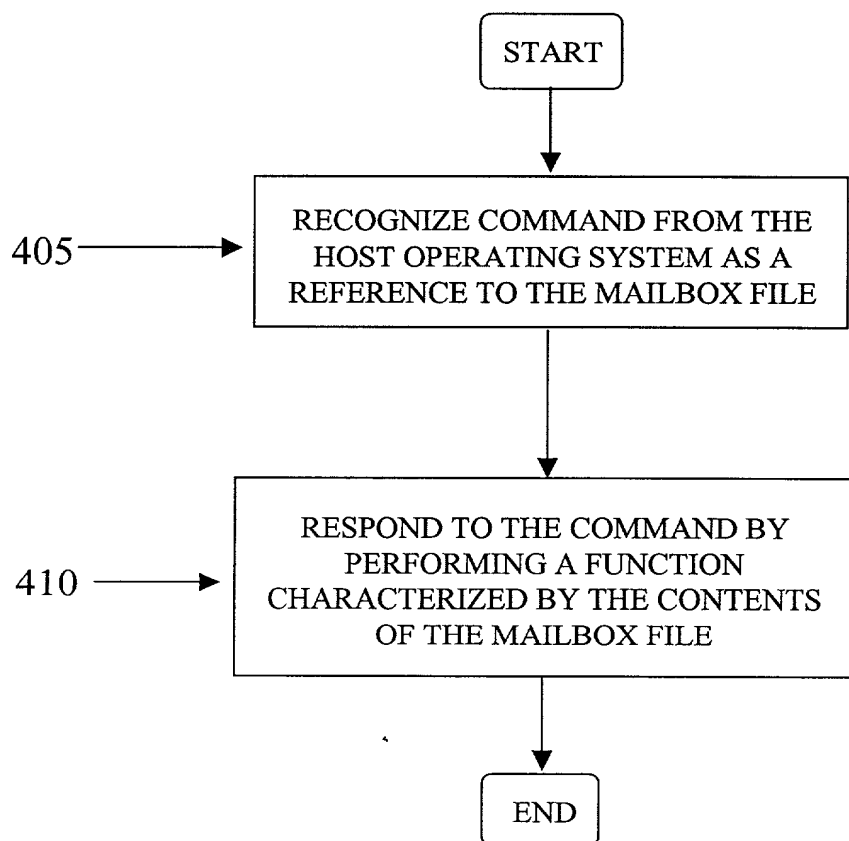 START
405
RECOGNIZE COMMAND FROM THE
HOST OPERATING SYSTEM AS A
REFERENCE TO THE MAILBOX FILE
410
RESPOND TO THE COMMAND BY
PERFORMING A FUNCTION
CHARACTERIZED BY THE CONTENTS
OF THE MAILBOX FILE
END